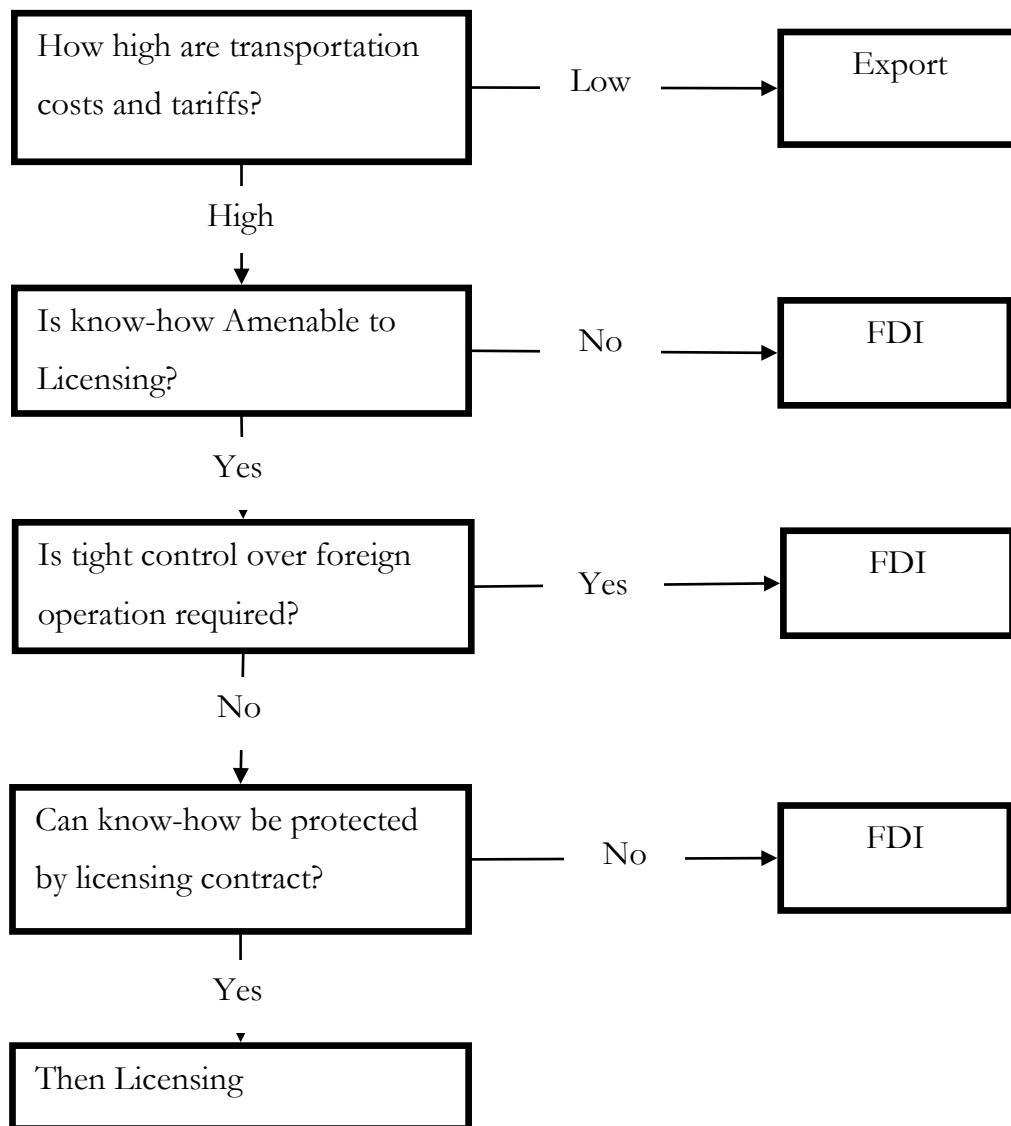 How high are transportation
costs and tariffs?
Low
Export
High
Is know-how Amenable to
Licensing?
No
FDI
Yes
Is tight control over foreign
operation required?
Yes
FDI
No
Can know-how be protected
by licensing contract?
No
FDI
Yes
Then Licensing